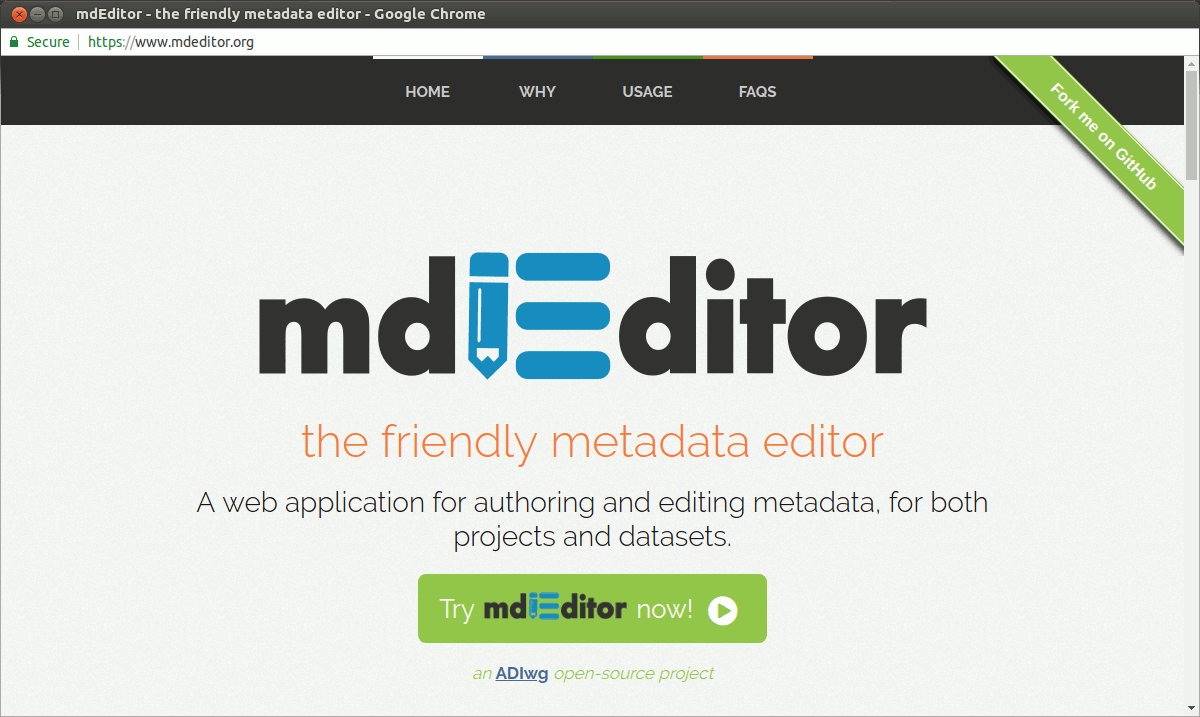 mdEditor - the friendly metadata editor - Google Chrome
Secure https://www.mdeditor.org
HOME WHY USAGE FAQS
Fork me on GitHub
mdEditor
the friendly metadata editor
A web application for authoring and editing metadata, for both
projects and datasets.
Try mdEditor now!
an ADIwg open-source project